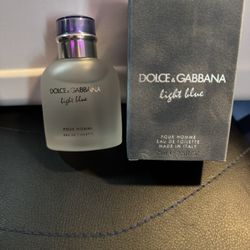 DOLCE & GABBANA
light blue
POUR HOMME
EAU DE TOILETTE
DOLCE & GABBANA
light blue
POUR HOMME
EAU DE TOILETTE
MADE IN ITALY